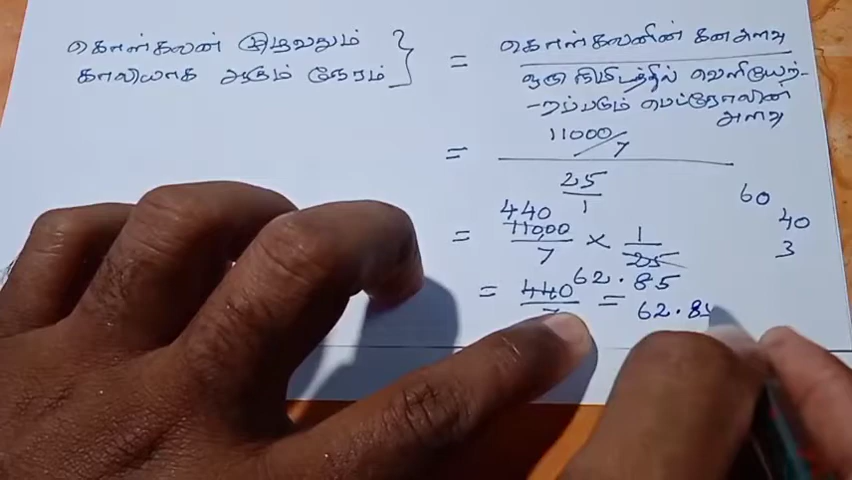 கொள்கலன் முழுவதும் } = கொள்கலனின் கனஅளவு
காலியாக ஆகும் நேரம் ஒரு நிமிடத்தில் வெளியேற்-
-றப்படும் பெட்ரோலின்
அளவு
= 11000/7
25/1
60
40
3
= 440
11000/7 × 1/25
= 440/7 62.85 = 62.8